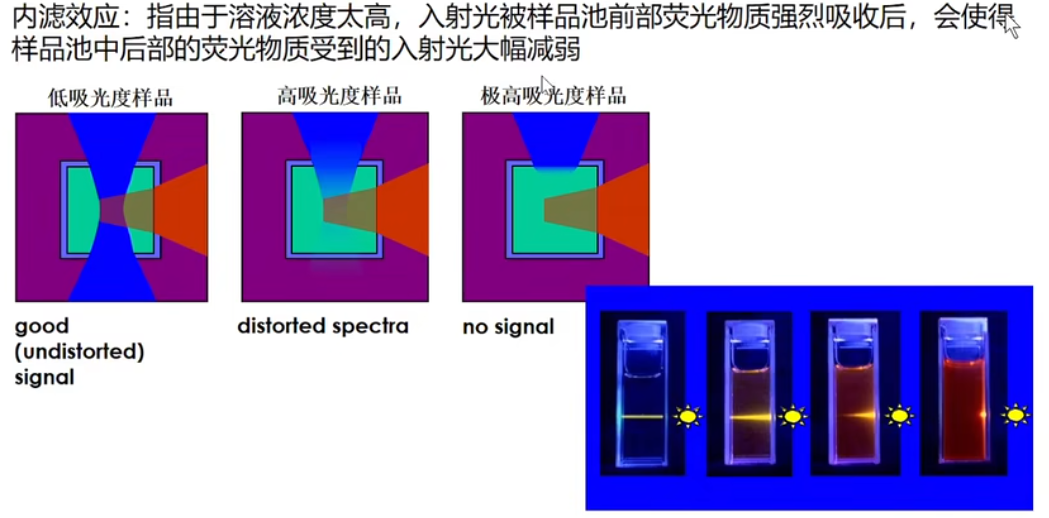 内滤效应：指由于溶液浓度太高，入射光被样品池前部荧光物质强烈吸收后，会使得
样品池中后部的荧光物质受到的入射光大幅减弱
低吸光度样品
高吸光度样品
极高吸光度样品
good
(undistorted)
signal
distorted spectra
no signal